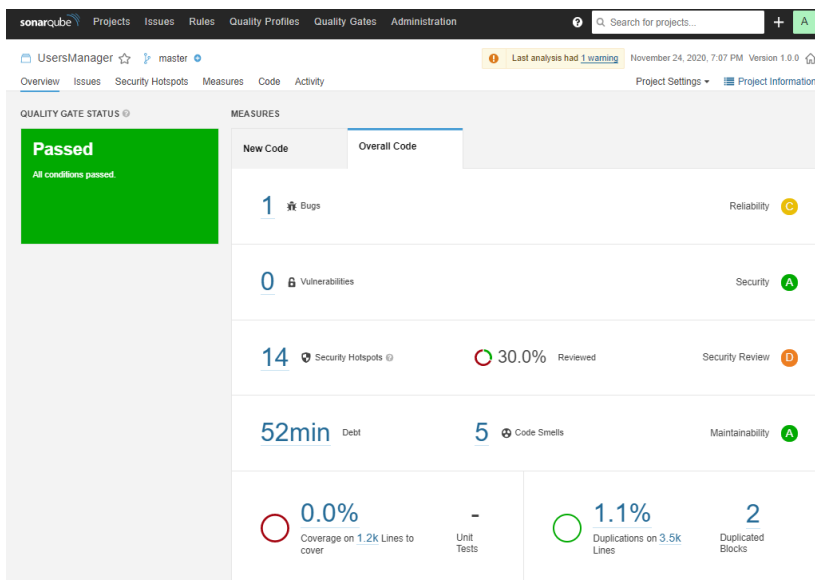 sonarqube Projects Issues Rules Quality Profiles Quality Gates Administration ? Search for projects... + A
UsersManager master Last analysis had 1 warning November 24, 2020, 7:07 PM Version 1.0.0
Overview Issues Security Hotspots Measures Code Activity Project Settings Project Information
QUALITY GATE STATUS ? MEASURES
Passed
All conditions passed.
New Code Overall Code
1 Bugs Reliability C
0 Vulnerabilities Security A
14 Security Hotspots ? 30.0% Reviewed Security Review D
52min Debt 5 Code Smells Maintainability A
0.0%
Coverage on 1.2k Lines to
cover
-
Unit
Tests
1.1%
Duplications on 3.5k
Lines
2
Duplicated
Blocks